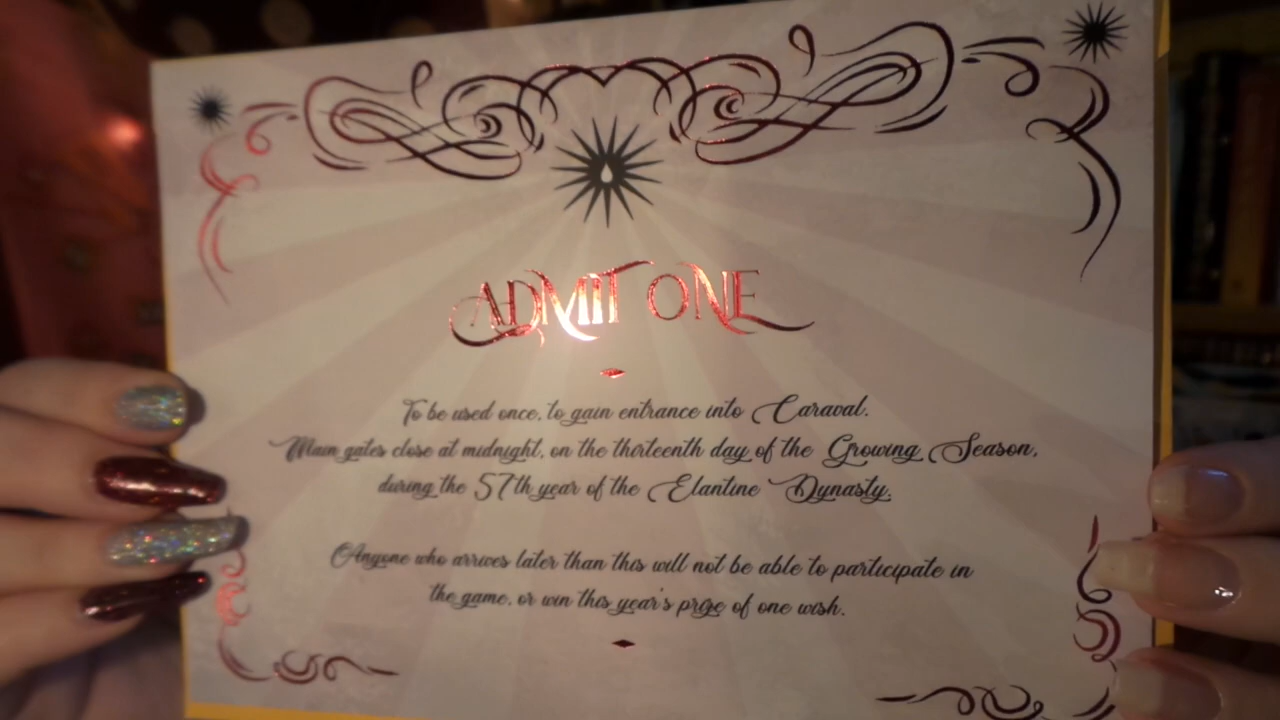 ADMIT ONE
To be used once, to gain entrance into Caraval.
Main gates close at midnight, on the thirteenth day of the Growing Season,
during the 57th year of the Elantine Dynasty.
Anyone who arrives later than this will not be able to participate in
the game, or win this year's prize of one wish.